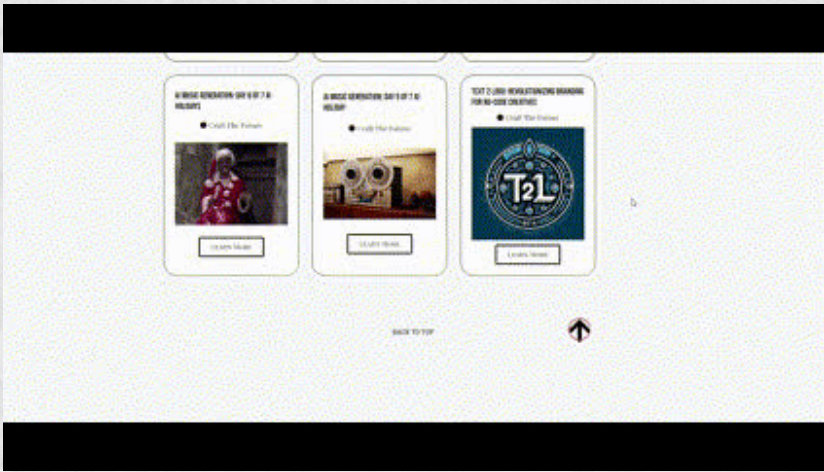 AI MUSIC GENERATION: DAY 6 OF 7 AI
HOLIDAYS
Craft The Future
LEARN MORE
AI MUSIC GENERATION: DAY 5 OF 7 AI
HOLIDAY
Craft The Future
LEARN MORE
TEXT 2 LOGO: REVOLUTIONIZING BRANDING
FOR NO-CODE CREATIVES
Craft The Future
T2L
LEARN MORE
BACK TO TOP